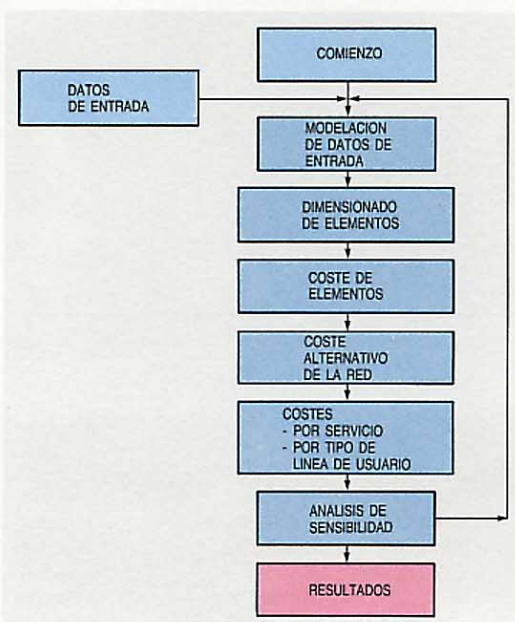 COMIENZO
DATOS
DE ENTRADA
MODELACION
DE DATOS DE
ENTRADA
DIMENSIONADO
DE ELEMENTOS
COSTE DE
ELEMENTOS
COSTE
ALTERNATIVO
DE LA RED
COSTES
- POR SERVICIO
- POR TIPO DE
LINEA DE USUARIO
ANALISIS DE
SENSIBILIDAD
RESULTADOS